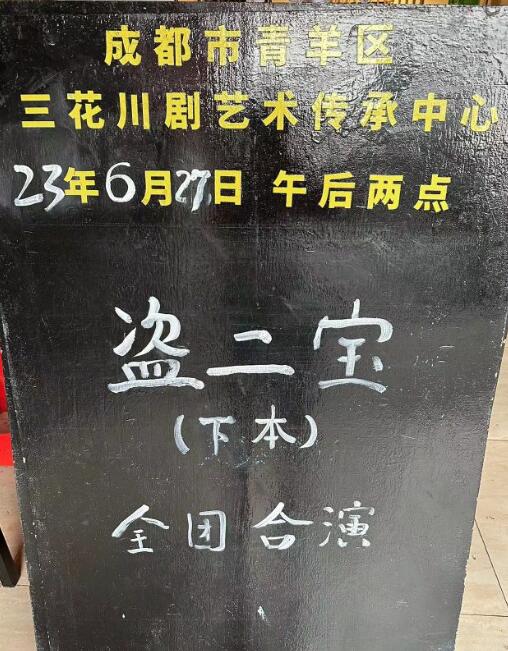 成都市青羊区
三花川剧艺术传承中心
23年6月27日 午后两点
盗二宝
(下本)
全团合演